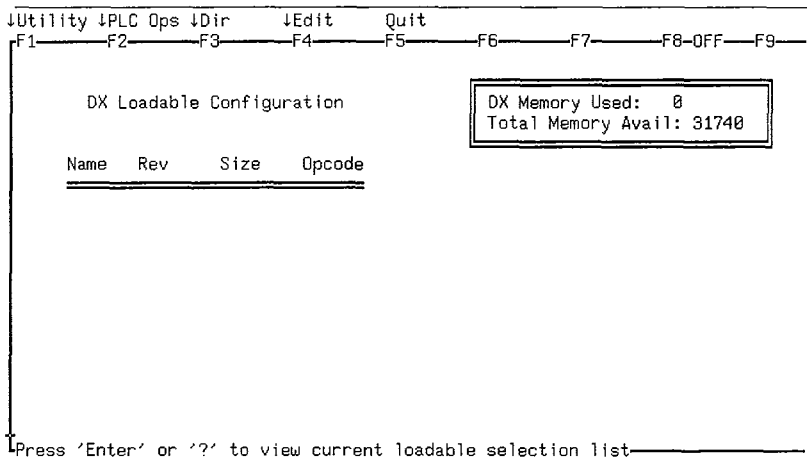 ↓Utility ↓PLC Ops ↓Dir ↓Edit Quit
F1 F2 F3 F4 F5 F6 F7 F8-OFF F9
DX Loadable Configuration
DX Memory Used: 0
Total Memory Avail: 31740
Name Rev Size Opcode
Press 'Enter' or '?' to view current loadable selection list